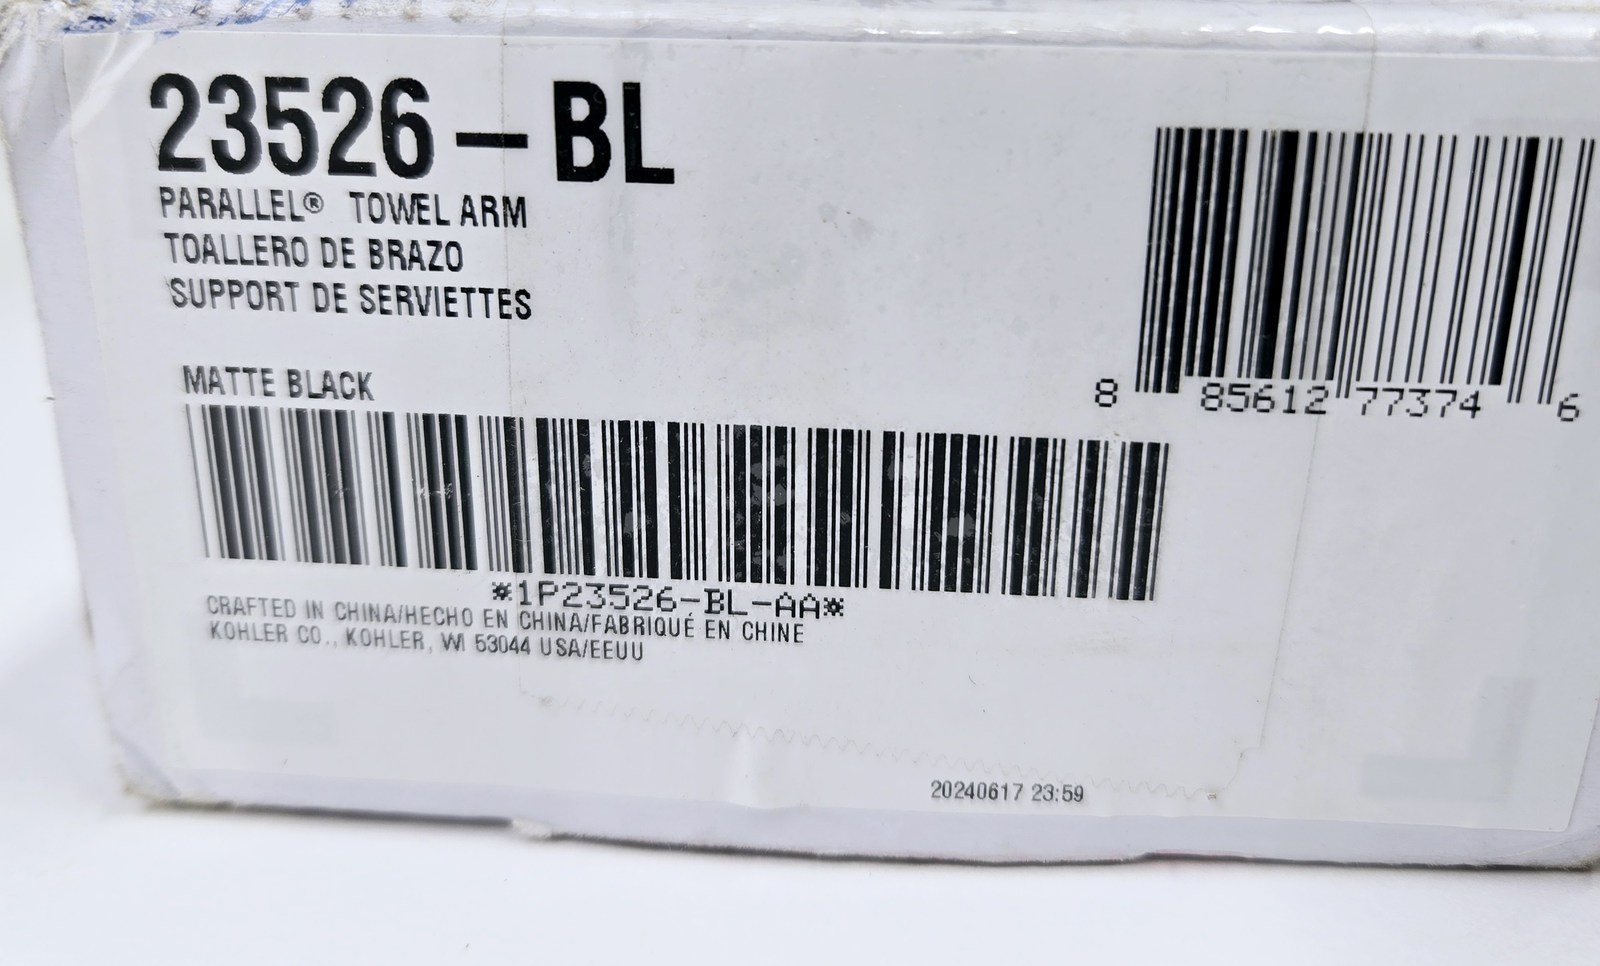 23526-BL
PARALLEL® TOWEL ARM
TOALLERO DE BRAZO
SUPPORT DE SERVIETTES
MATTE BLACK
8 85612 77374 6
*1P23526-BL-AA*
CRAFTED IN CHINA/HECHO EN CHINA/FABRIQUÉ EN CHINE
KOHLER CO., KOHLER, WI 53044 USA/EEUU
20240617 23:59